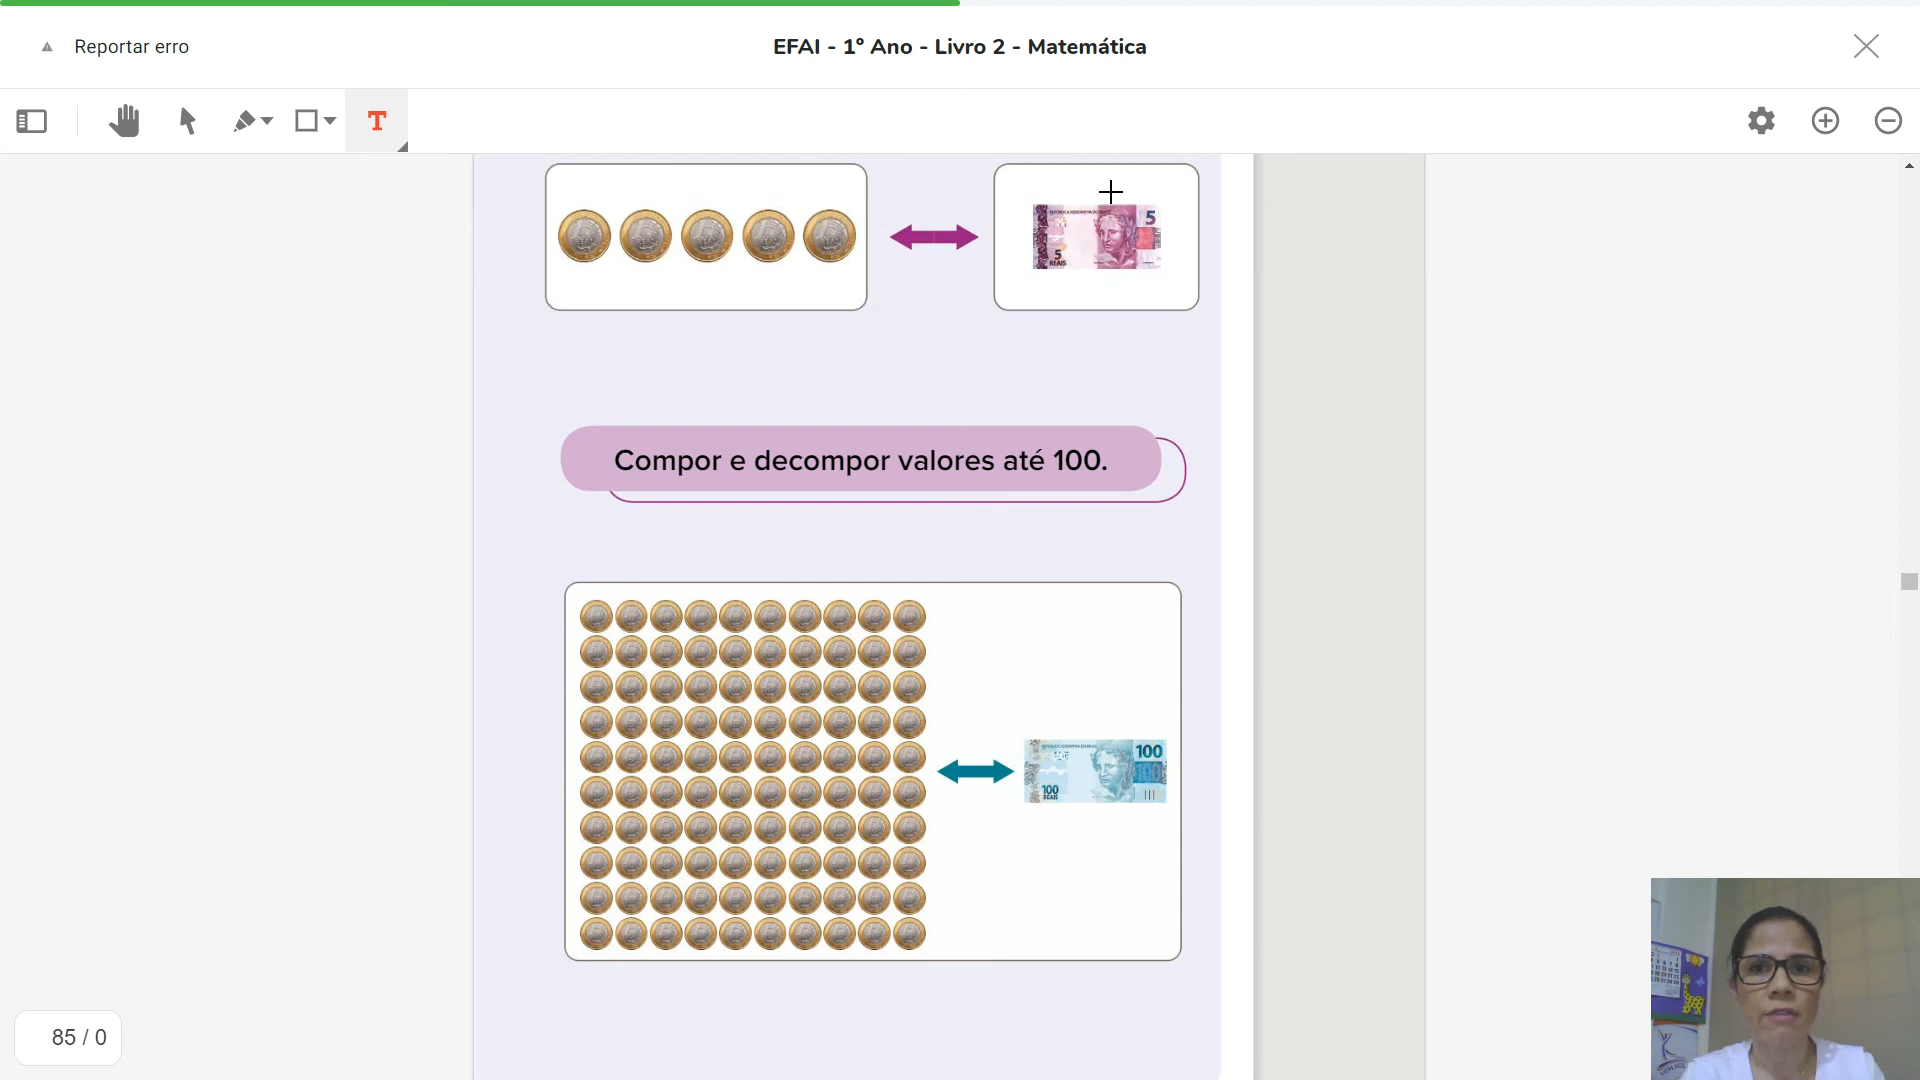 Reportar erro
EFAI - 1º Ano - Livro 2 - Matemática
T
5
5
REAIS
Compor e decompor valores até 100.
100
100
REAIS
85 / 0